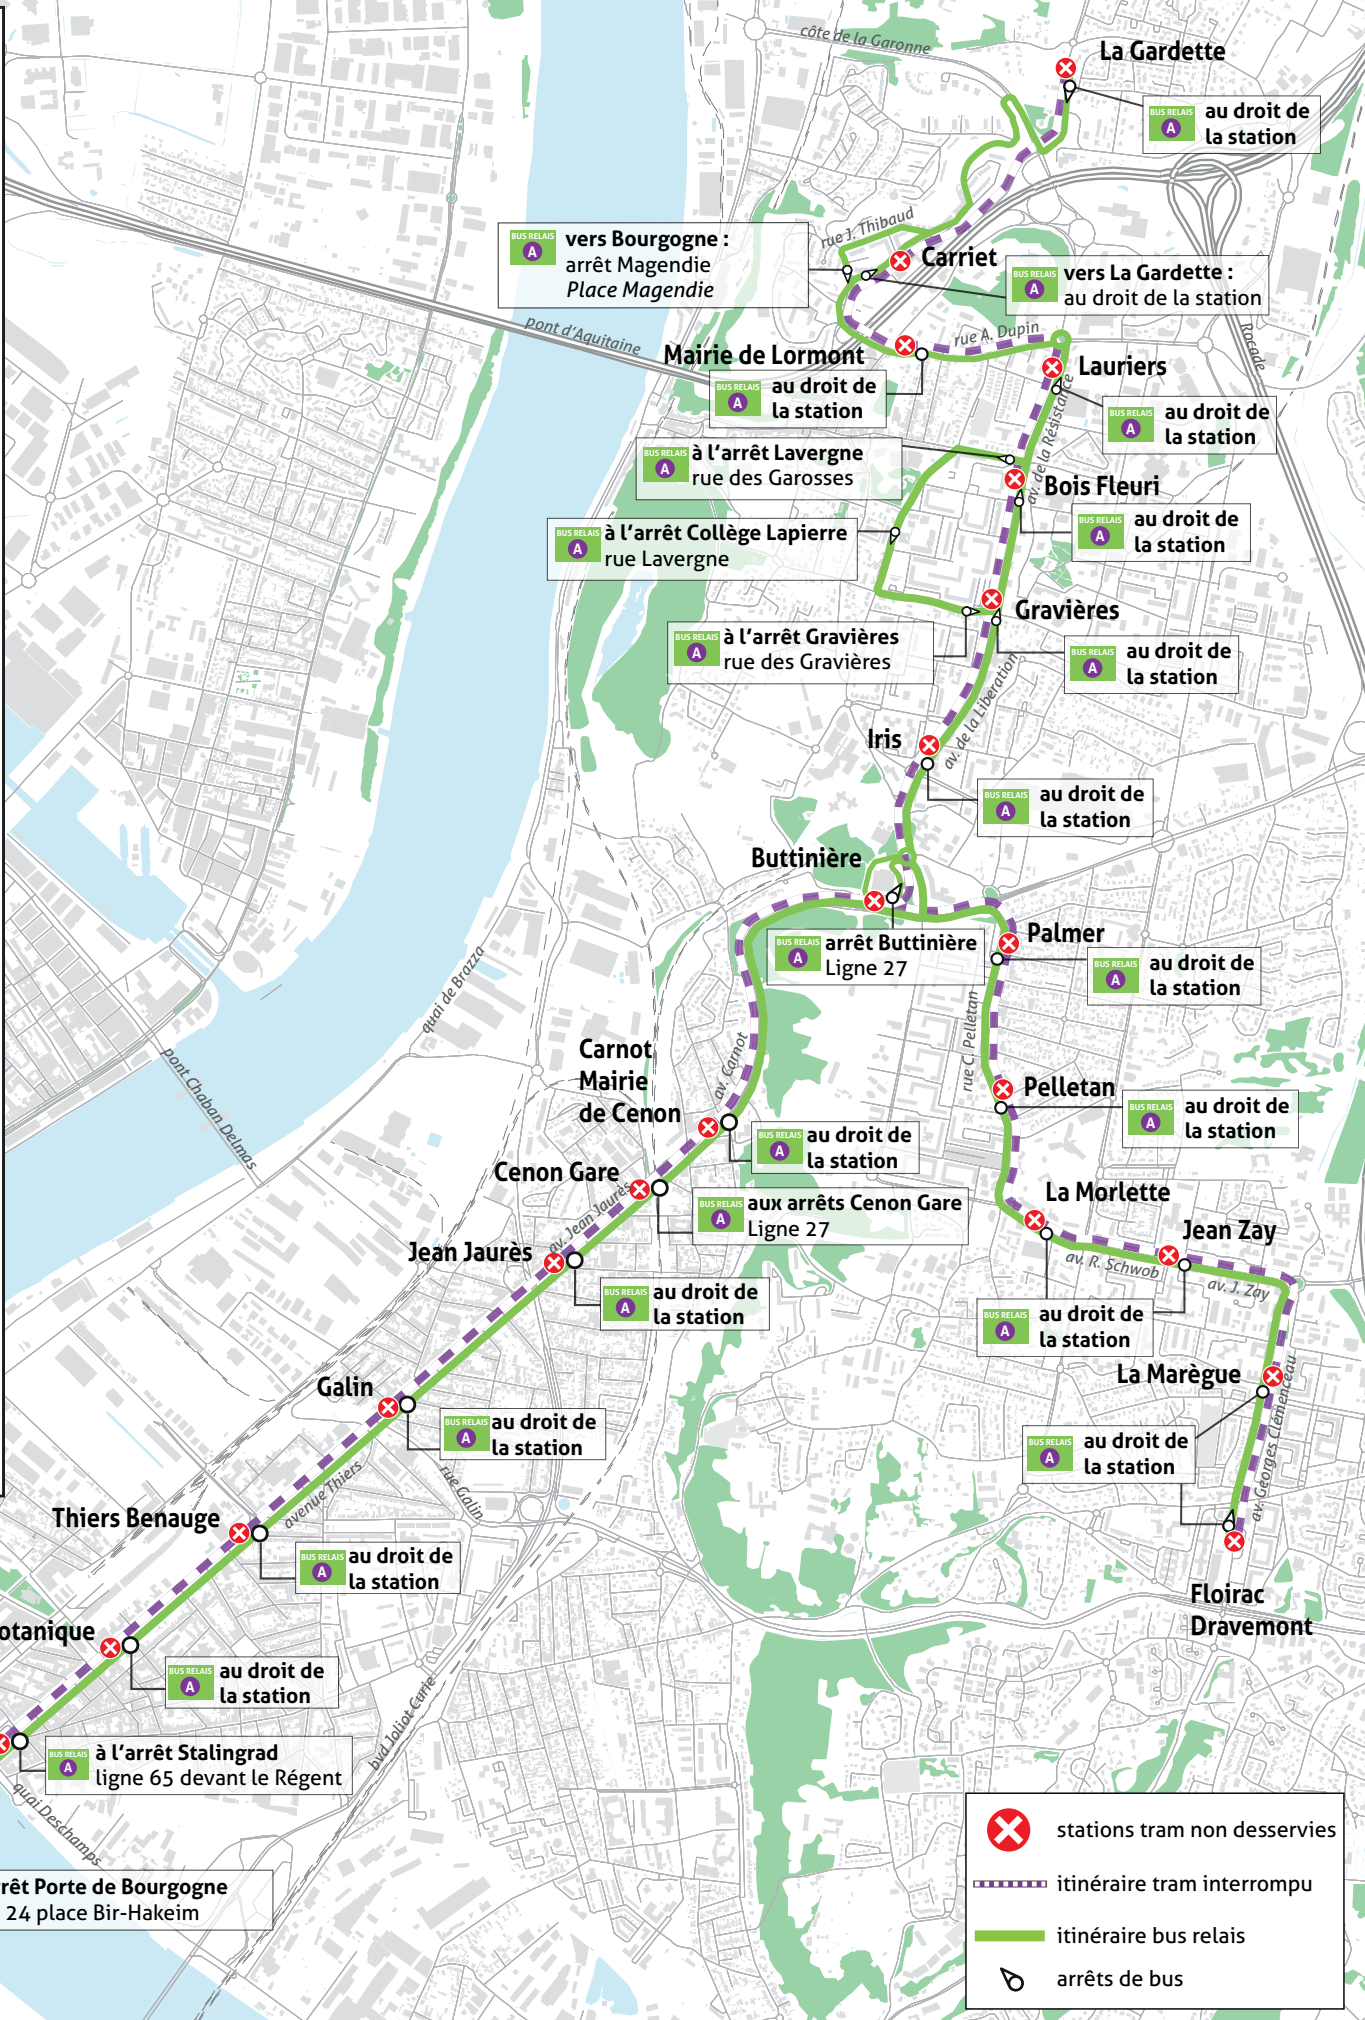 côte de la Garonne
La Gardette
BUS RELAIS
A
au droit de
la station
rue J. Thibaud
BUS RELAIS
A
vers Bourgogne :
arrêt Magendie
Place Magendie
Carriet
BUS RELAIS
A
vers La Gardette :
au droit de la station
pont d'Aquitaine
rue A. Dupin
Rocade
Mairie de Lormont
BUS RELAIS
A
au droit de
la station
Lauriers
BUS RELAIS
A
au droit de
la station
av. de la Résistance
BUS RELAIS
A
à l'arrêt Lavergne
rue des Garosses
Bois Fleuri
BUS RELAIS
A
au droit de
la station
BUS RELAIS
A
à l'arrêt Collège Lapierre
rue Lavergne
Gravières
BUS RELAIS
A
à l'arrêt Gravières
rue des Gravières
BUS RELAIS
A
au droit de
la station
av. de la Liberation
Iris
BUS RELAIS
A
au droit de
la station
Buttinière
BUS RELAIS
A
arrêt Buttinière
Ligne 27
Palmer
BUS RELAIS
A
au droit de
la station
quai de Brazza
rue C. Pelletan
pont Chaban Delmas
av. Carnot
Carnot
Mairie
de Cenon
BUS RELAIS
A
au droit de
la station
Pelletan
BUS RELAIS
A
au droit de
la station
Cenon Gare
BUS RELAIS
A
aux arrêts Cenon Gare
Ligne 27
av. Jean Jaurès
La Morlette
Jean Zay
av. R. Schwob
av. J. Zay
BUS RELAIS
A
au droit de
la station
Jean Jaurès
BUS RELAIS
A
au droit de
la station
La Marègue
av. Georges Clemenceau
BUS RELAIS
A
au droit de
la station
Galin
BUS RELAIS
A
au droit de
la station
rue Galin
avenue Thiers
Thiers Benauge
BUS RELAIS
A
au droit de
la station
Floirac
Dravemont
otanique
BUS RELAIS
A
au droit de
la station
bvd Joliot Curie
BUS RELAIS
A
à l'arrêt Stalingrad
ligne 65 devant le Régent
quai Deschamps
rrêt Porte de Bourgogne
24 place Bir-Hakeim
stations tram non desservies
itinéraire tram interrompu
itinéraire bus relais
arrêts de bus